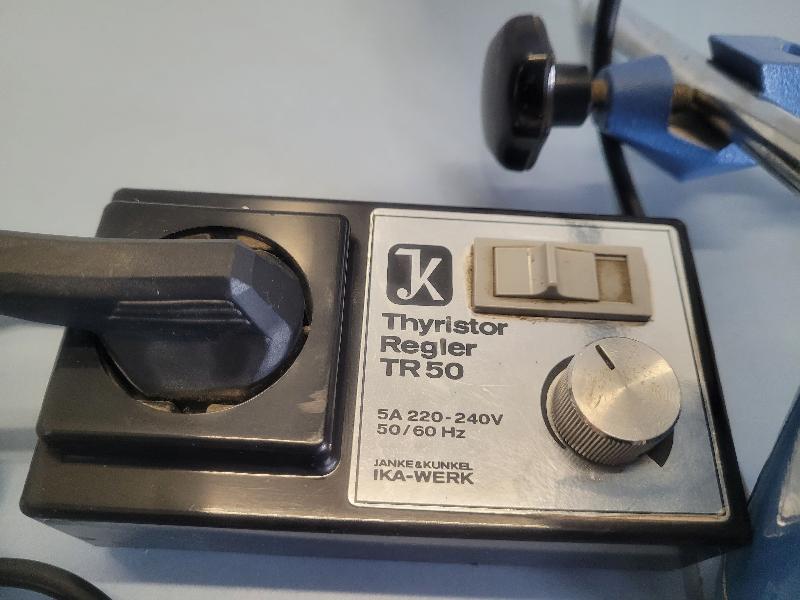 JK
Thyristor
Regler
TR 50
5A 220-240V
50/60 Hz
JANKE & KUNKEL
IKA-WERK